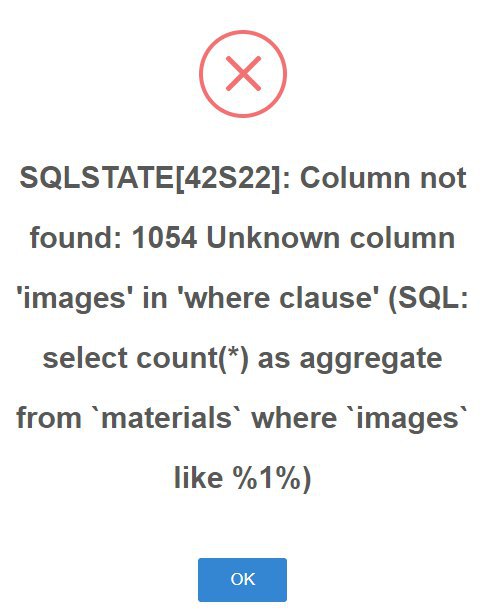 SQLSTATE[42S22]: Column not
found: 1054 Unknown column
'images' in 'where clause' (SQL:
select count(*) as aggregate
from `materials` where `images`
like %1%)
OK